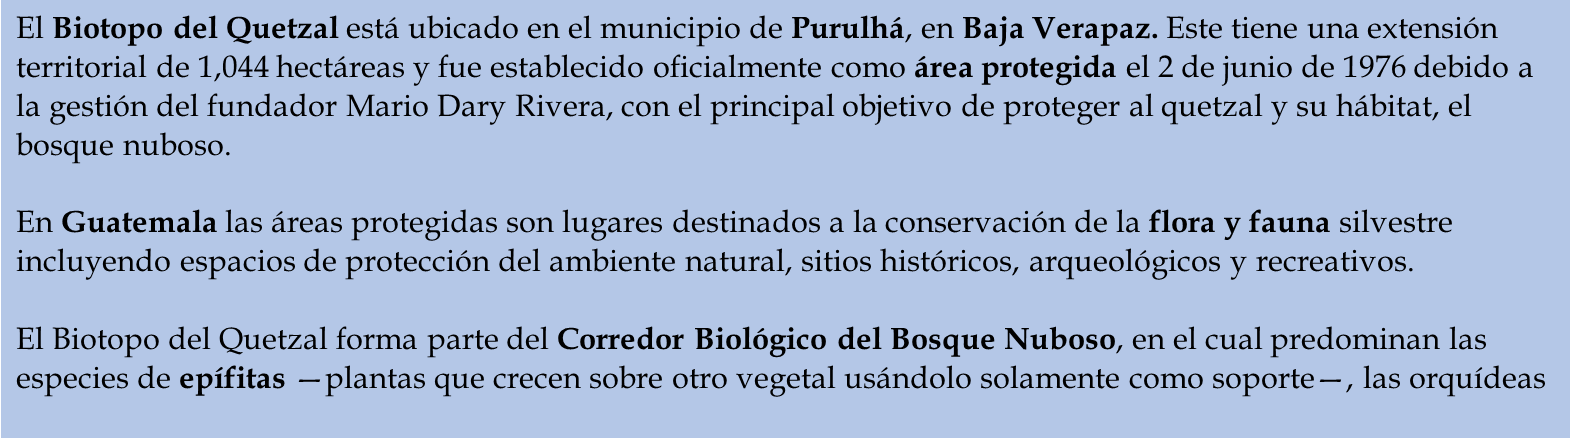 El Biotopo del Quetzal está ubicado en el municipio de Purulhá, en Baja Verapaz. Este tiene una extensión
territorial de 1,044 hectáreas y fue establecido oficialmente como área protegida el 2 de junio de 1976 debido a
la gestión del fundador Mario Dary Rivera, con el principal objetivo de proteger al quetzal y su hábitat, el
bosque nuboso.
En Guatemala las áreas protegidas son lugares destinados a la conservación de la flora y fauna silvestre
incluyendo espacios de protección del ambiente natural, sitios históricos, arqueológicos y recreativos.
El Biotopo del Quetzal forma parte del Corredor Biológico del Bosque Nuboso, en el cual predominan las
especies de epífitas —plantas que crecen sobre otro vegetal usándolo solamente como soporte—, las orquídeas